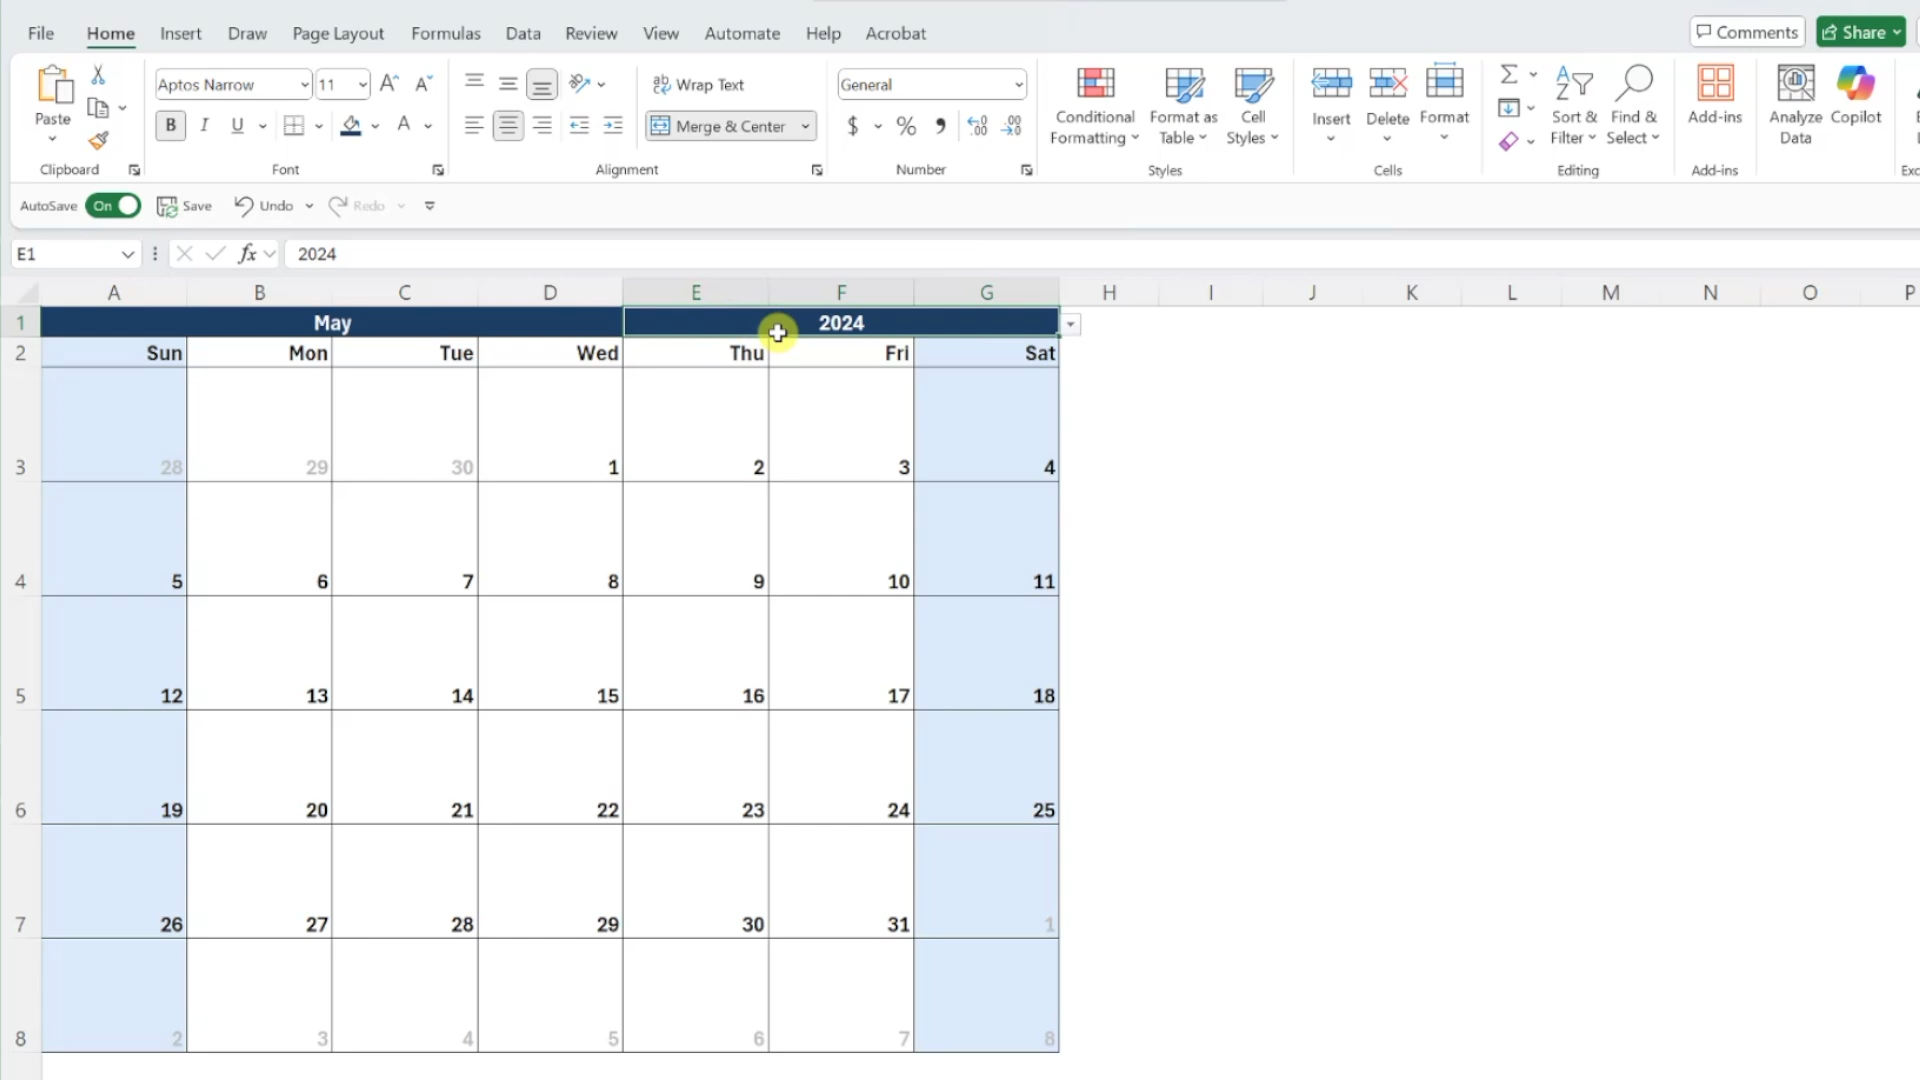 File Home Insert Draw Page Layout Formulas Data Review View Automate Help Acrobat Comments Share
Paste
Clipboard
Aptos Narrow 11
B I U A
Font
Wrap Text
Merge & Center
Alignment
General
$ % ,
Number
Conditional Formatting
Format as Table
Cell Styles
Styles
Insert
Delete
Format
Cells
Sort & Filter
Find & Select
Editing
Add-ins
Add-ins
Analyze Data
Copilot
AutoSave On Save Undo Redo
E1 fx 2024
A B C D E F G H I J K L M N O P
1 May 2024
2 Sun Mon Tue Wed Thu Fri Sat
3 28 29 30 1 2 3 4
4 5 6 7 8 9 10 11
5 12 13 14 15 16 17 18
6 19 20 21 22 23 24 25
7 26 27 28 29 30 31 1
8 2 3 4 5 6 7 8